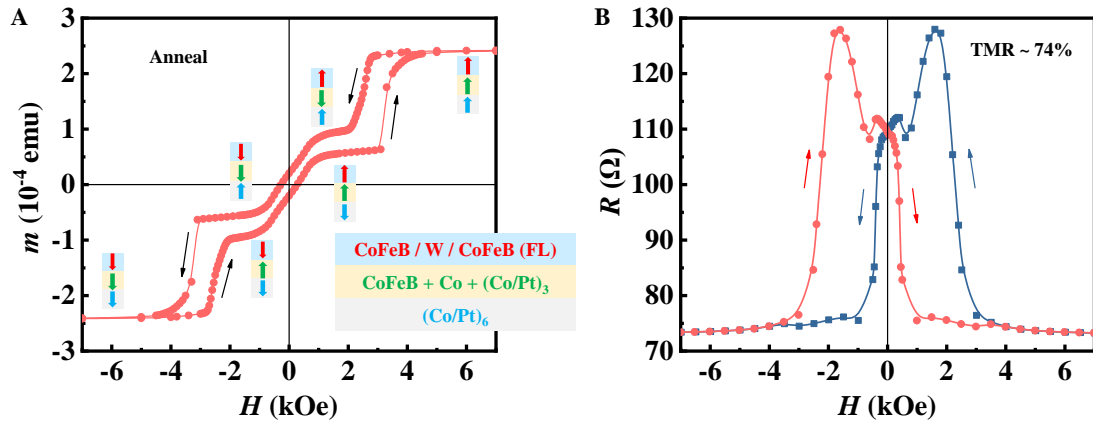 A
Anneal
3
2
1
0
-1
-2
-3
m (10⁻⁴ emu)
CoFeB / W / CoFeB (FL)
CoFeB + Co + (Co/Pt)₃
(Co/Pt)₆
-6 -4 -2 0 2 4 6
H (kOe)
B
TMR ~ 74%
130
120
110
100
90
80
70
R (Ω)
-6 -4 -2 0 2 4 6
H (kOe)